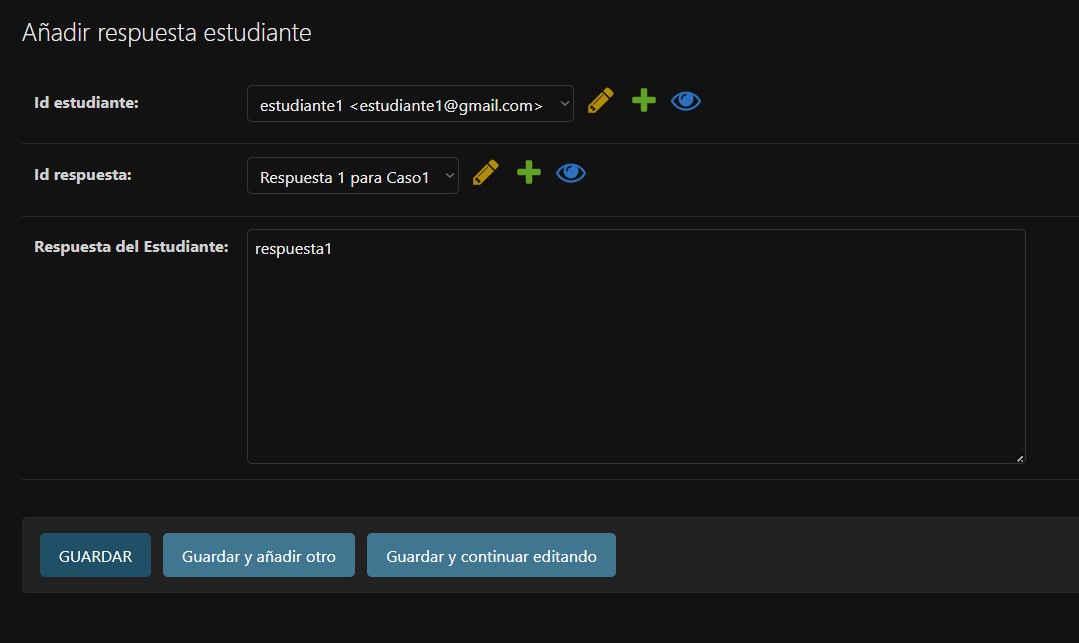 Añadir respuesta estudiante
Id estudiante:
estudiante1 <estudiante1@gmail.com>
Id respuesta:
Respuesta 1 para Caso1
Respuesta del Estudiante:
respuesta1
GUARDAR
Guardar y añadir otro
Guardar y continuar editando